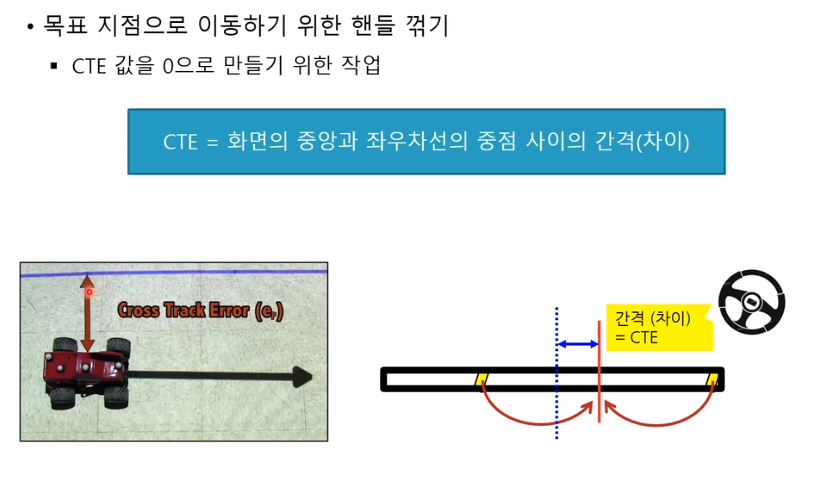 • 목표 지점으로 이동하기 위한 핸들 꺾기
▪ CTE 값을 0으로 만들기 위한 작업
CTE = 화면의 중앙과 좌우차선의 중점 사이의 간격(차이)
Cross Track Error (eₚ)
간격 (차이)
= CTE